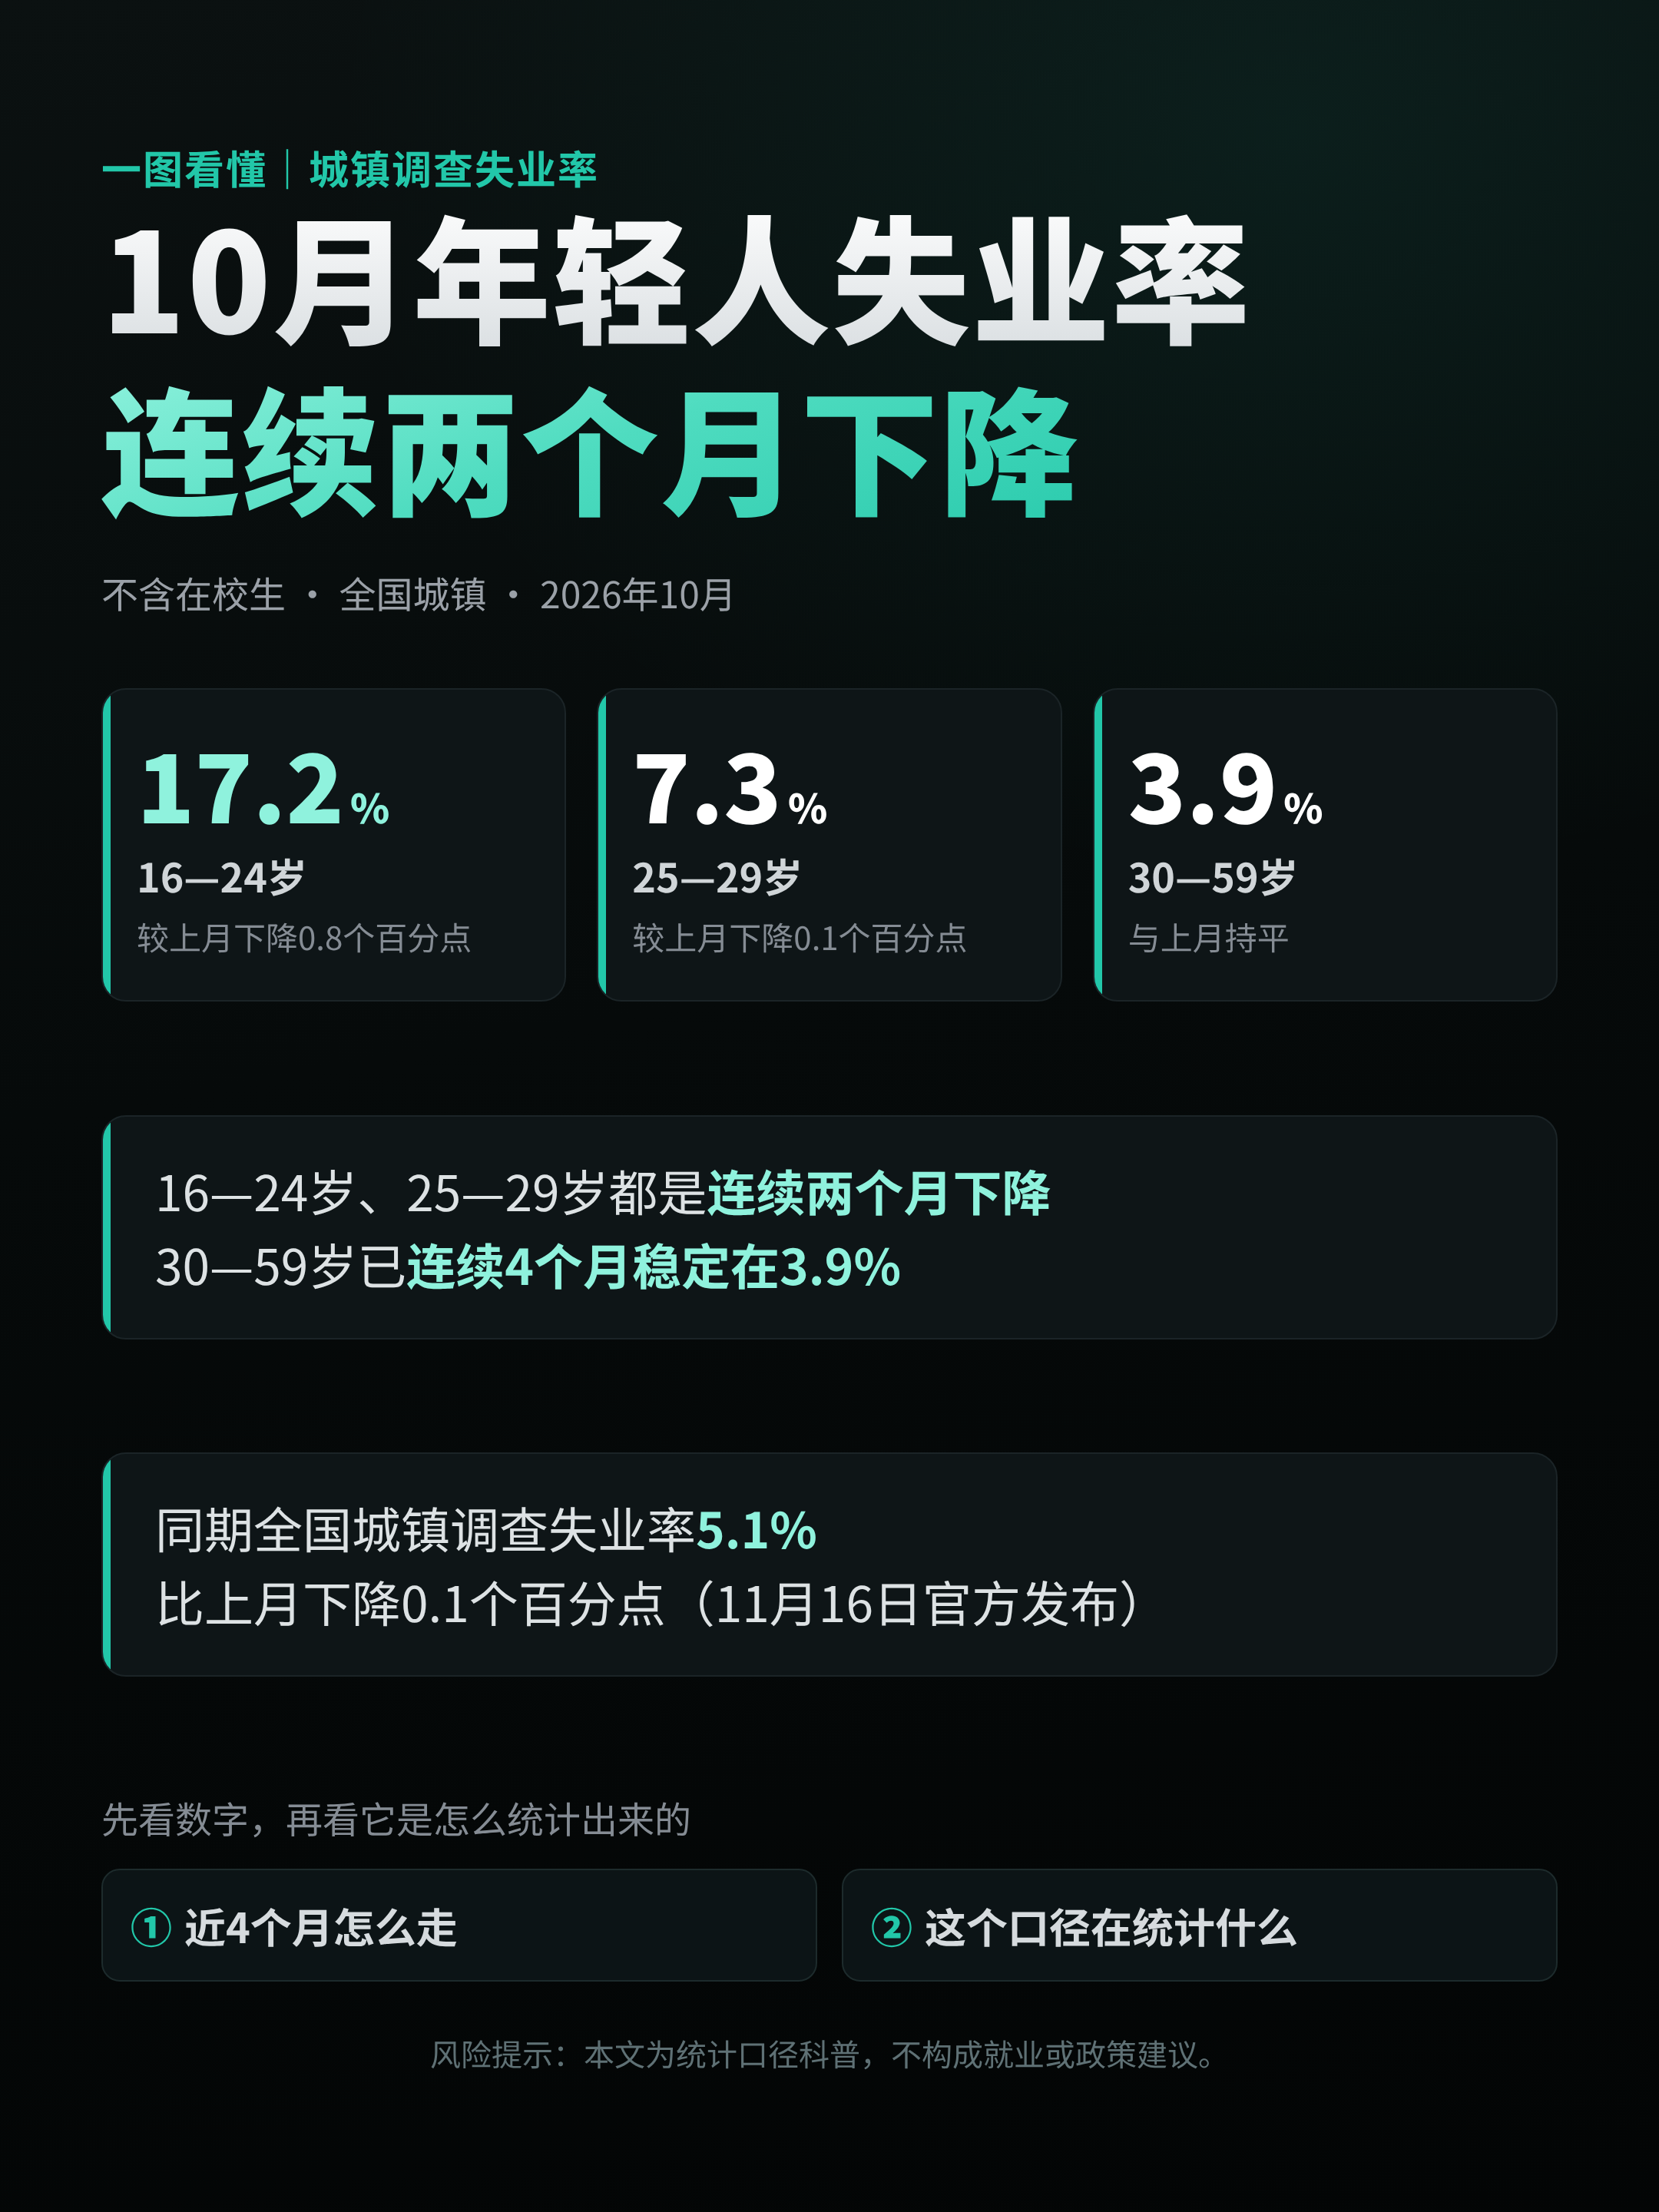 一图看懂｜城镇调查失业率
10月年轻人失业率
连续两个月下降
不含在校生 · 全国城镇 · 2026年10月
17.2%
16—24岁
较上月下降0.8个百分点
7.3%
25—29岁
较上月下降0.1个百分点
3.9%
30—59岁
与上月持平
16—24岁、25—29岁都是连续两个月下降
30—59岁已连续4个月稳定在3.9%
同期全国城镇调查失业率5.1%
比上月下降0.1个百分点（11月16日官方发布）
先看数字，再看它是怎么统计出来的
① 近4个月怎么走
② 这个口径在统计什么
风险提示：本文为统计口径科普，不构成就业或政策建议。